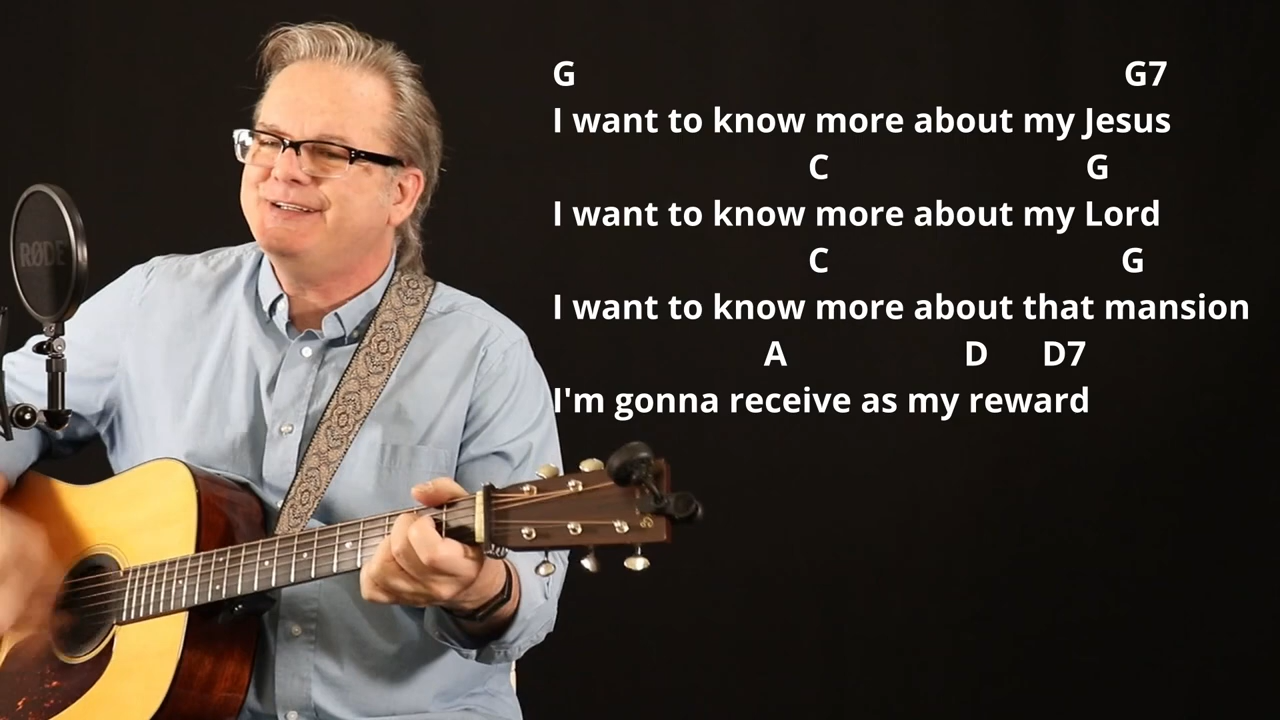 G G7
I want to know more about my Jesus
C G
I want to know more about my Lord
C G
I want to know more about that mansion
A D D7
I'm gonna receive as my reward
RØDE